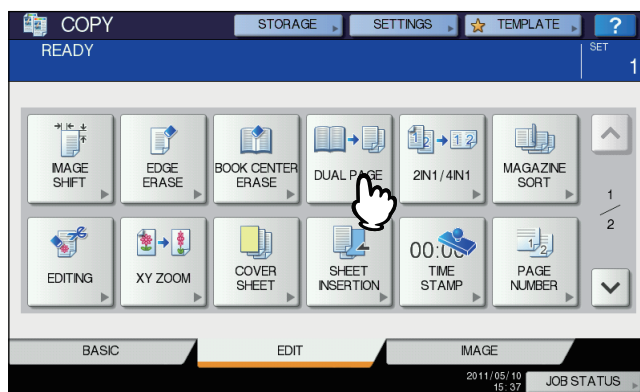 COPY
STORAGE
SETTINGS
TEMPLATE
?
READY
SET
1
IMAGE
SHIFT
EDGE
ERASE
BOOK CENTER
ERASE
DUAL PAGE
2IN1 / 4IN1
MAGAZINE
SORT
1
2
EDITING
XY ZOOM
COVER
SHEET
SHEET
INSERTION
00:00
TIME
STAMP
PAGE
NUMBER
BASIC
EDIT
IMAGE
2011/05/10
15:37
JOB STATUS